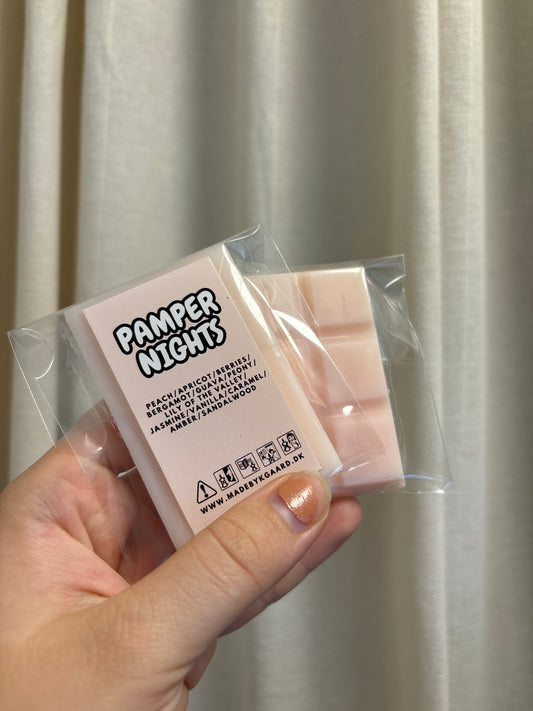 PAMPER
NIGHTS
PEACH/APRICOT/BERRIES/
BERGAMOT/GUAVA/PEONY/
LILY OF THE VALLEY/
JASMINE/VANILLA/CARAMEL/
AMBER/SANDALWOOD
WWW.MADEBYKGAARD.DK